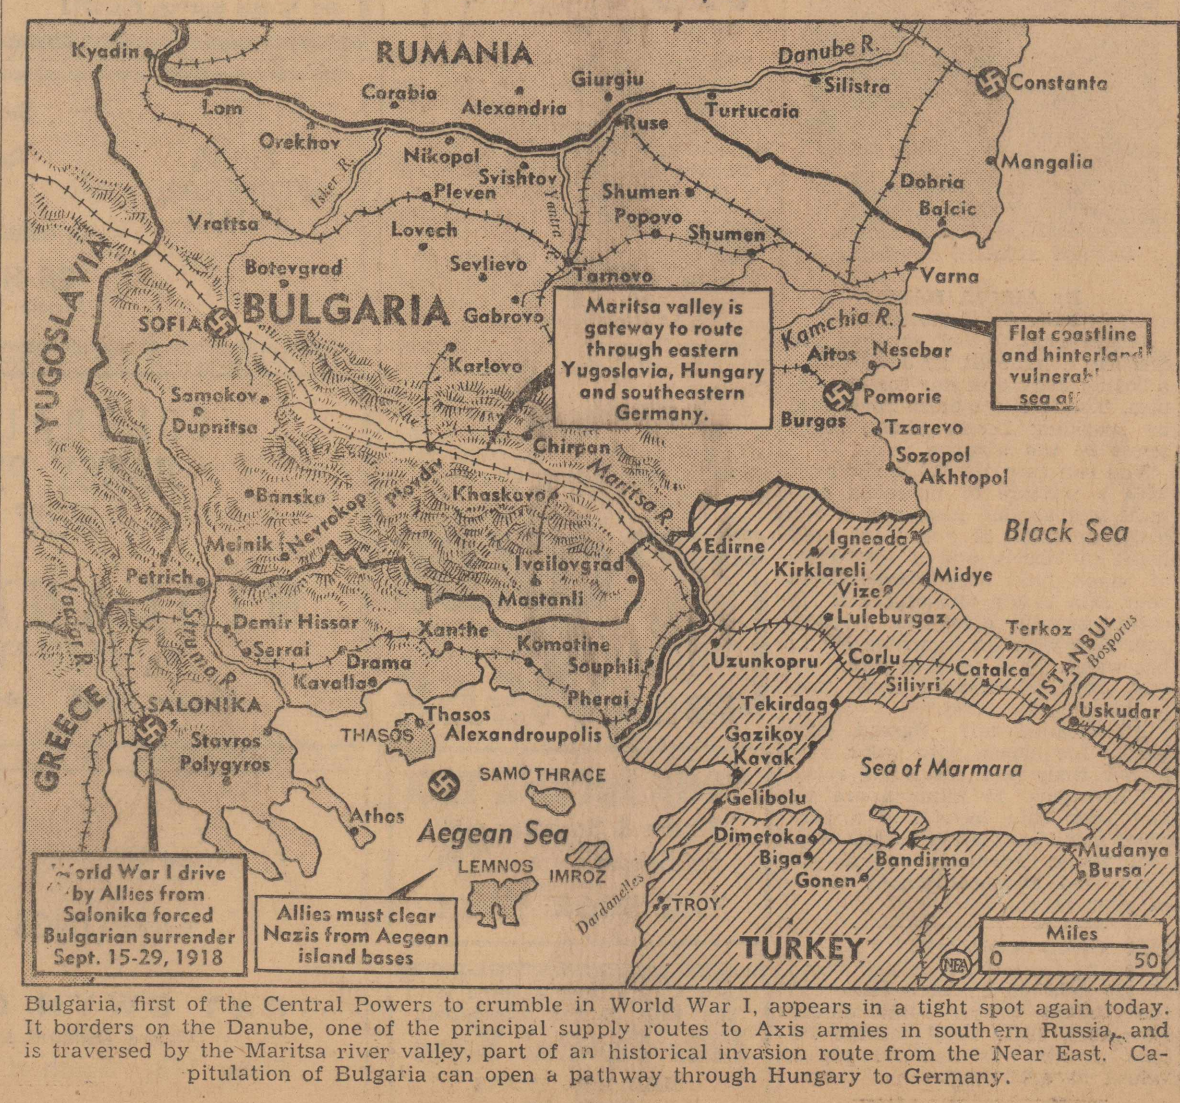 Kyadin
RUMANIA
Danube R.
Constanta
Lom
Corabia
Alexandria
Giurgiu
Turtucaia
Silistra
Orekhov
Nikopol
Ruse
Svishtov
Mangalia
Isker R.
Pleven
Yantra
Shumen
Dobria
Vrattsa
Lovech
Popovo
Shumen
Balcic
Botevgrad
Sevlievo
Tarnovo
Varna
YUGOSLAVIA
SOFIA
BULGARIA
Gabrovo
Maritsa valley is
gateway to route
through eastern
Yugoslavia, Hungary
and southeastern
Germany.
Kamchia R.
Flat coastline
and hinterland
sea
Aitos
Nesebar
Karlovo
Samokov
Dupnitsa
Burgas
Pomorie
Tzarevo
Chirpan
Sozopol
Akhtopol
Maritsa R.
Bansko
Nevrokop
Plovdiv
Khaskovo
Black Sea
Melnik
Edirne
Igneada
Petrich
Ivailovgrad
Kirklareli
Midye
Mastanli
Vize
Vardar R.
Struma R.
Demir Hissar
Xanthe
Luleburgaz
Terkoz
ISTANBUL
Bosporus
Serrai
Drama
Komotine
Souphli
Uzunkopru
Corlu
Catalca
Kavalla
Pherai
Silivri
Uskudar
GREECE
SALONIKA
Thasos
THASOS
Alexandroupolis
Tekirdag
Stavros
Polygyros
Gazikoy
Kavak
Sea of Marmara
SAMOTHRACE
Gelibolu
Athos
Aegean Sea
Dimetoka
Biga
Bandirma
Mudanya
Bursa
LEMNOS
IMROZ
Gonen
Dardanelles
TROY
World War I drive
by Allies from
Salonika forced
Bulgarian surrender
Sept. 15-29, 1918
Allies must clear
Nazis from Aegean
island bases
TURKEY
NEA
Miles
0 50
Bulgaria, first of the Central Powers to crumble in World War I, appears in a tight spot again today.
It borders on the Danube, one of the principal supply routes to Axis armies in southern Russia, and
is traversed by the Maritsa river valley, part of an historical invasion route from the Near East. Ca-
pitulation of Bulgaria can open a pathway through Hungary to Germany.